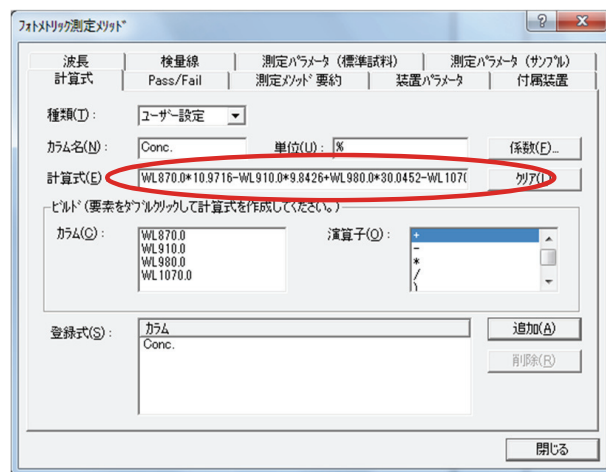 フォトメトリック測定メソッド
波長 検量線 測定パラメータ (標準試料) 測定パラメータ (サンプル)
計算式 Pass/Fail 測定メソッド要約 装置パラメータ 付属装置
種類(T): ユーザー設定
カラム名(N): Conc. 単位(U): % 係数(F)...
計算式(E) WL870.0*10.9716-WL910.0*9.8426+WL980.0*30.0452-WL107( クリア(L)
ビルド(要素をダブルクリックして計算式を作成してください。)
カラム(C): 演算子(O):
WL870.0 +
WL910.0 -
WL980.0 *
WL1070.0 /
)
登録式(S): カラム 追加(A)
Conc.
削除(R)
閉じる